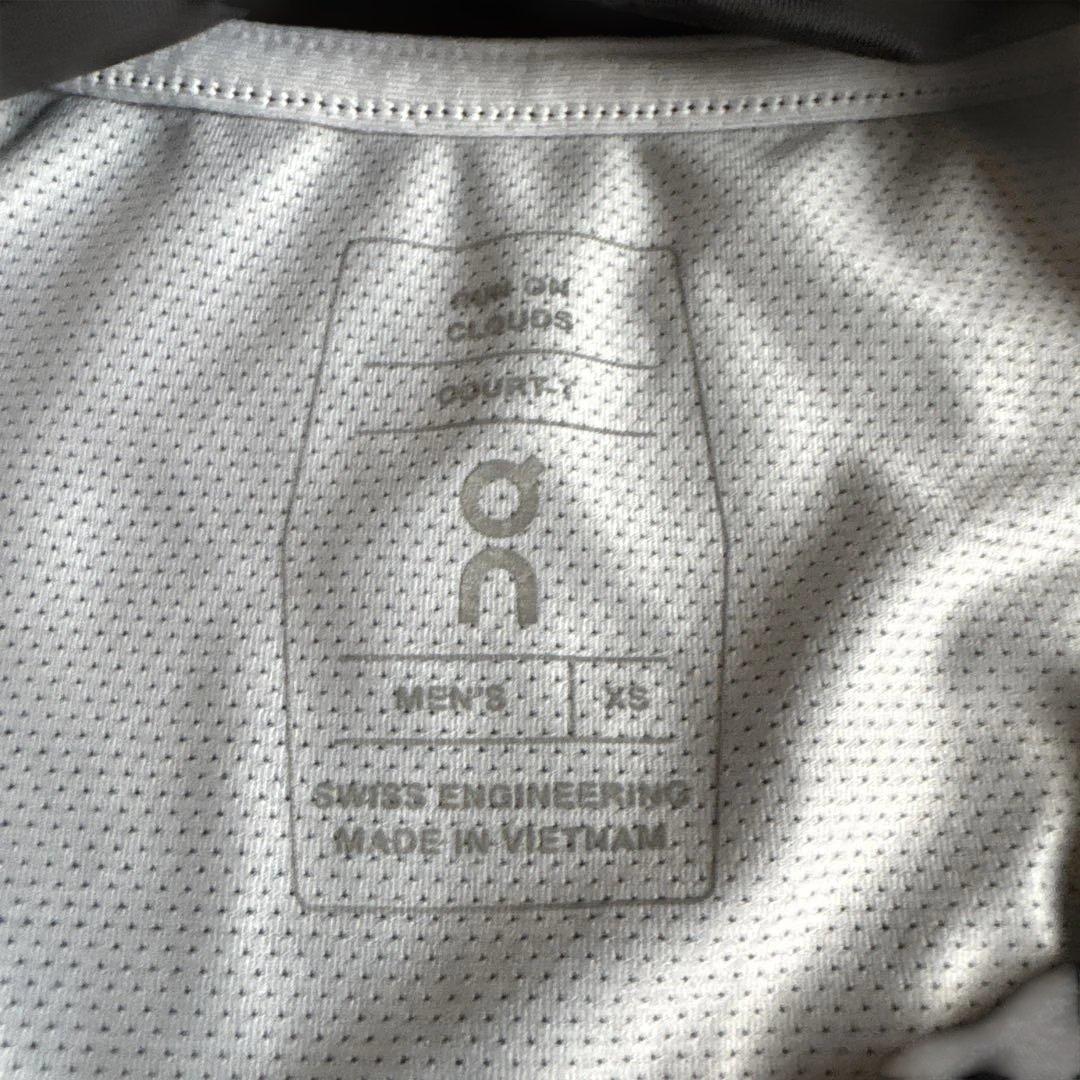 RUN ON
CLOUDS
COURT-T
On
MEN'S XS
SWISS ENGINEERING
MADE IN VIETNAM